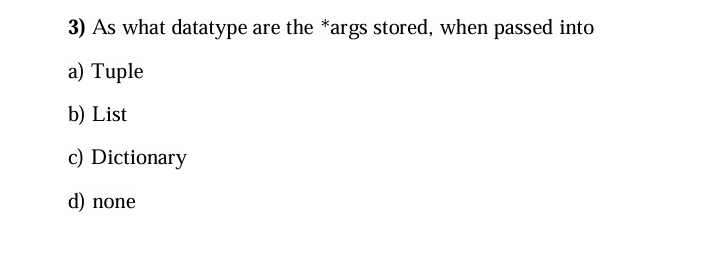 3) As what datatype are the *args stored, when passed into
a) Tuple
b) List
c) Dictionary
d) none